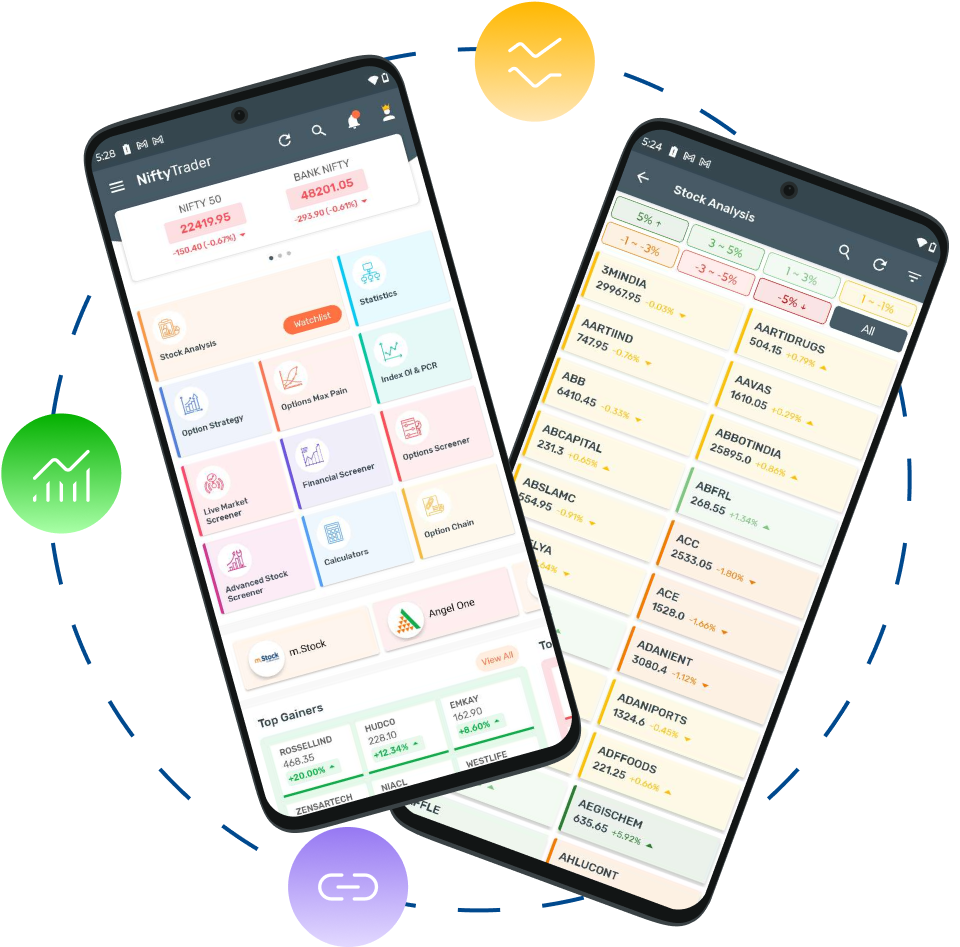 5:28
NiftyTrader
NIFTY 50
22419.95
-150.40 (-0.67%)
BANK NIFTY
48201.05
-293.90 (-0.61%)
Stock Analysis
Watchlist
Statistics
Option Strategy
Options Max Pain
Index OI & PCR
Live Market
Screener
Financial Screener
Options Screener
Advanced Stock
Screener
Calculators
Option Chain
m.Stock
m.Stock
Angel One
View All
Top Gainers
To
ROSSELLIND
468.35
+20.00%
HUDCO
228.10
+12.34%
EMKAY
162.90
+8.60%
ZENSARTECH
NIACL
WESTLIFE
5:24
Stock Analysis
5% ↑
3 ~ 5%
1 ~ 3%
1 ~ -1%
-1 ~ -3%
-3 ~ -5%
-5% ↓
All
3MINDIA
29967.95 -0.03%
AARTIDRUGS
504.15 +0.79%
AARTIIND
747.95 -0.76%
AAVAS
1610.05 +0.29%
ABB
6410.45 -0.33%
ABBOTINDIA
25895.0 +0.86%
ABCAPITAL
231.3 +0.65%
ABFRL
268.55 +1.34%
ABSLAMC
554.95 -0.91%
ACC
2533.05 -1.80%
ELYA
.64%
ACE
1528.0 -1.66%
ADANIENT
3080.4 -1.12%
ADANIPORTS
1324.6 -0.45%
ADFFOODS
221.25 +0.66%
AEGISCHEM
635.65 +5.92%
FFLE
AHLUCONT